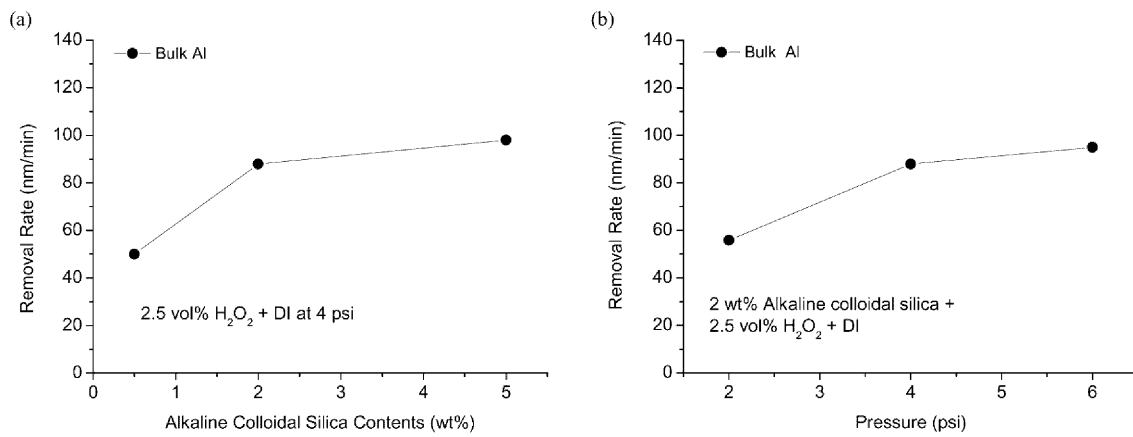 (a)
140
120
100
80
60
40
20
0
Removal Rate (nm/min)
Bulk Al
2.5 vol% H₂O₂ + DI at 4 psi
0 1 2 3 4 5
Alkaline Colloidal Silica Contents (wt%)
(b)
140
120
100
80
60
40
20
0
Removal Rate (nm/min)
Bulk Al
2 wt% Alkaline colloidal silica +
2.5 vol% H₂O₂ + DI
2 3 4 5 6
Pressure (psi)